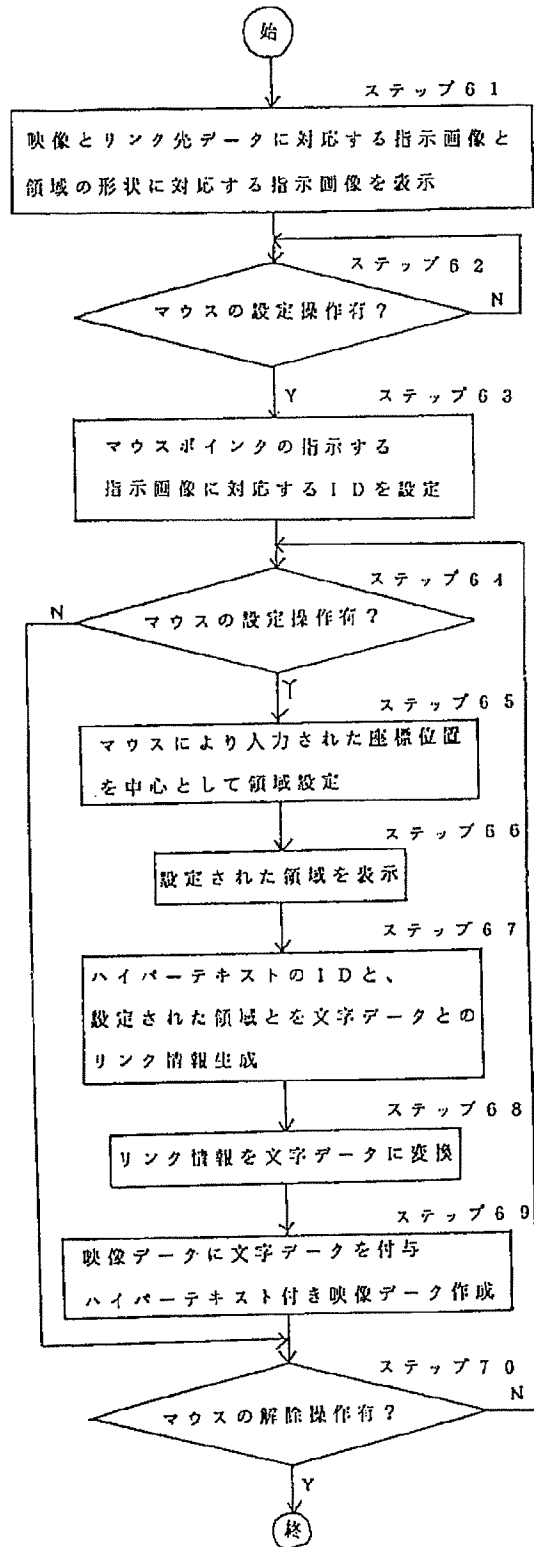 始
ステップ61
映像とリンク先データに対応する指示画像と
領域の形状に対応する指示画像を表示
ステップ62
マウスの設定操作有？
N
Y
ステップ63
マウスポインタの指示する
指示画像に対応するIDを設定
ステップ64
N
マウスの設定操作有？
Y
ステップ65
マウスにより入力された座標位置
を中心として領域設定
ステップ66
設定された領域を表示
ステップ67
ハイパーテキストのIDと、
設定された領域とを文字データとの
リンク情報生成
ステップ68
リンク情報を文字データに変換
ステップ69
映像データに文字データを付与
ハイパーテキスト付き映像データ作成
ステップ70
N
マウスの解除操作有？
Y
終